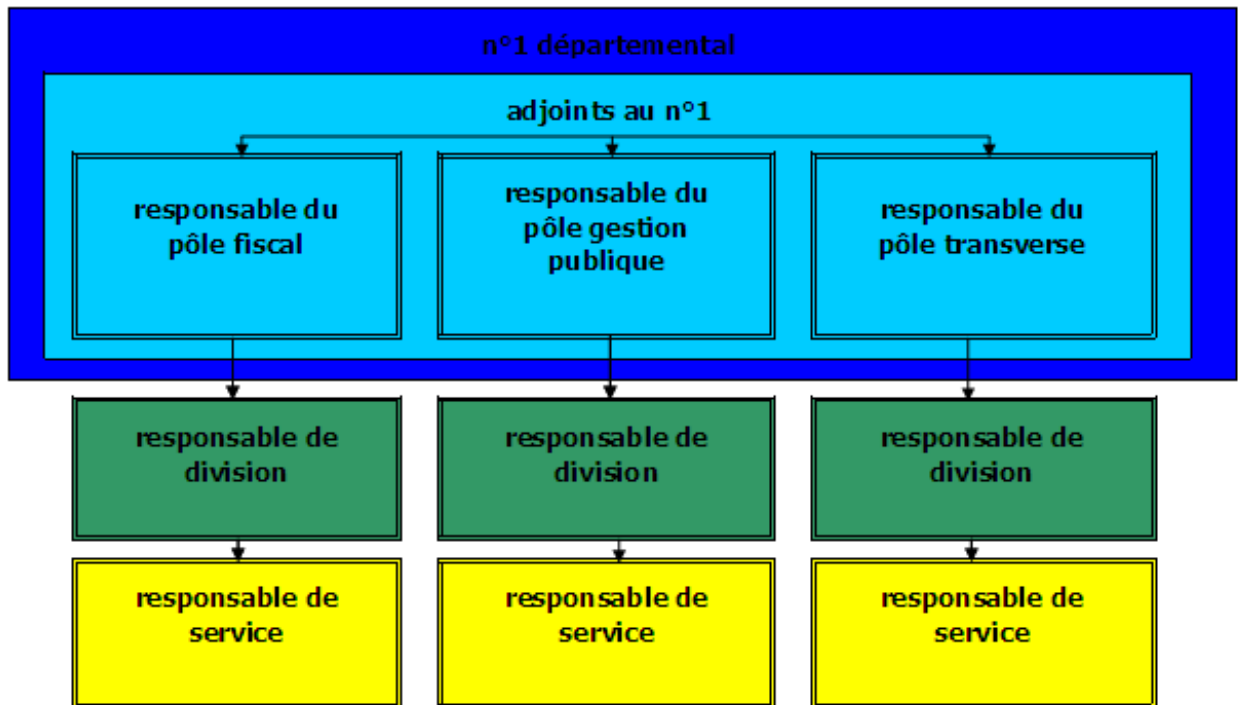 n°1 départemental
adjoints au n°1
responsable du
pôle fiscal
responsable du
pôle gestion
publique
responsable du
pôle transverse
responsable de
division
responsable de
division
responsable de
division
responsable de
service
responsable de
service
responsable de
service